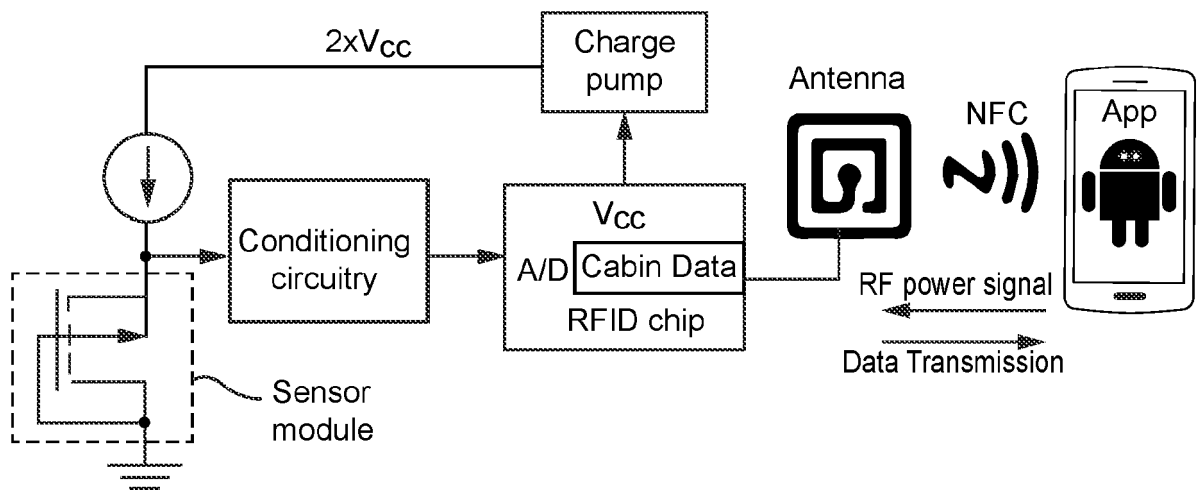 2xVCC
Charge
pump
Antenna
NFC
App
Conditioning
circuitry
VCC
A/D
Cabin Data
RFID chip
RF power signal
Data Transmission
Sensor
module